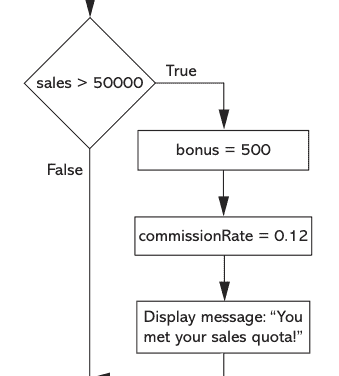 True
sales > 50000
bonus = 500
False
commissionRate = 0.12
Display message: “You
met your sales quota!”